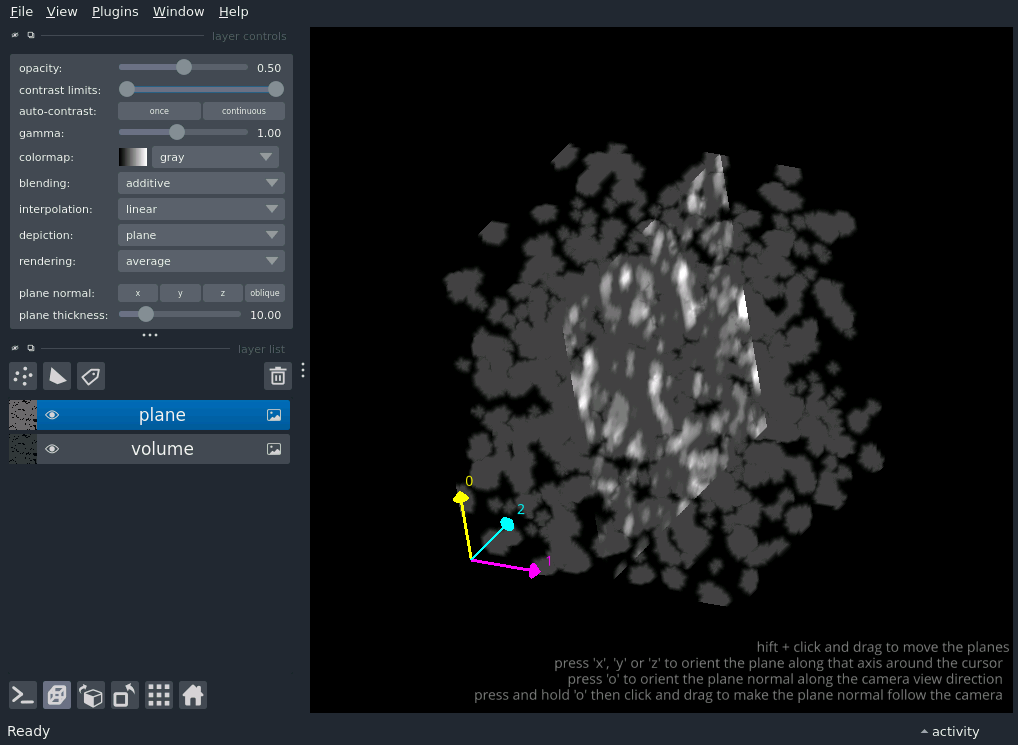 File View Plugins Window Help
layer controls
opacity: 0.50
contrast limits:
auto-contrast: once continuous
gamma: 1.00
colormap: gray
blending: additive
interpolation: linear
depiction: plane
rendering: average
plane normal: x y z oblique
plane thickness: 10.00
layer list
plane
volume
0
2
1
hift + click and drag to move the planes
press 'x', 'y' or 'z' to orient the plane along that axis around the cursor
press 'o' to orient the plane normal along the camera view direction
press and hold 'o' then click and drag to make the plane normal follow the camera
Ready
activity